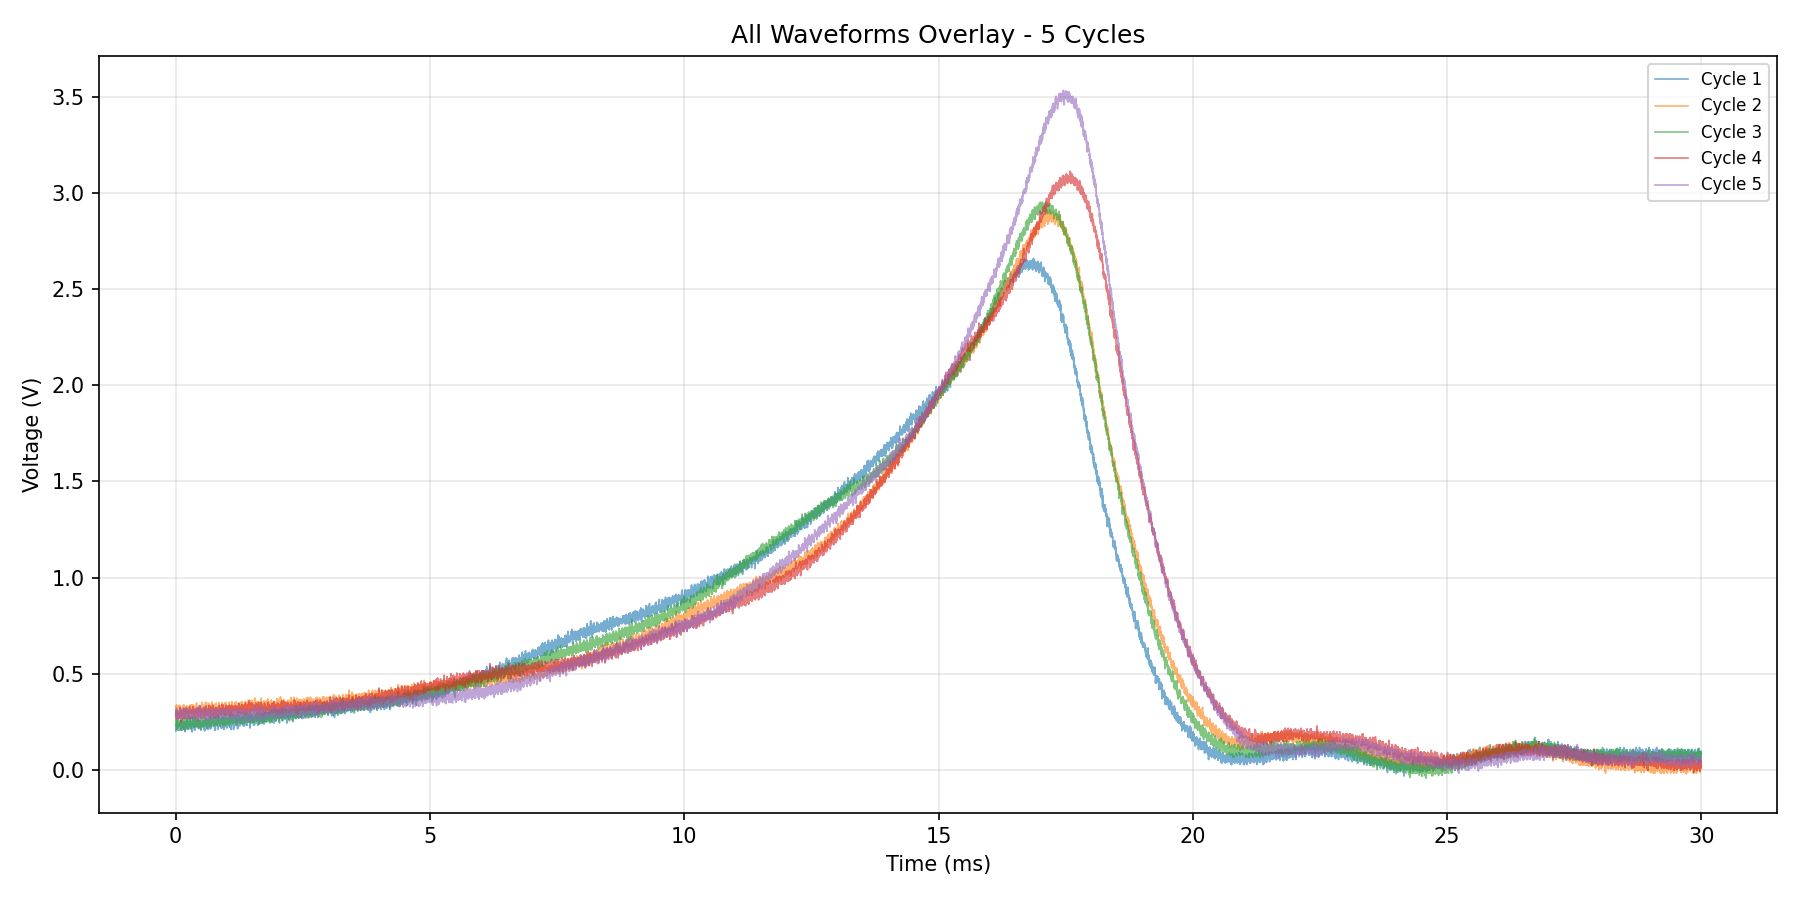 All Waveforms Overlay - 5 Cycles
Cycle 1
Cycle 2
Cycle 3
Cycle 4
Cycle 5
Voltage (V)
3.5
3.0
2.5
2.0
1.5
1.0
0.5
0.0
0 5 10 15 20 25 30
Time (ms)